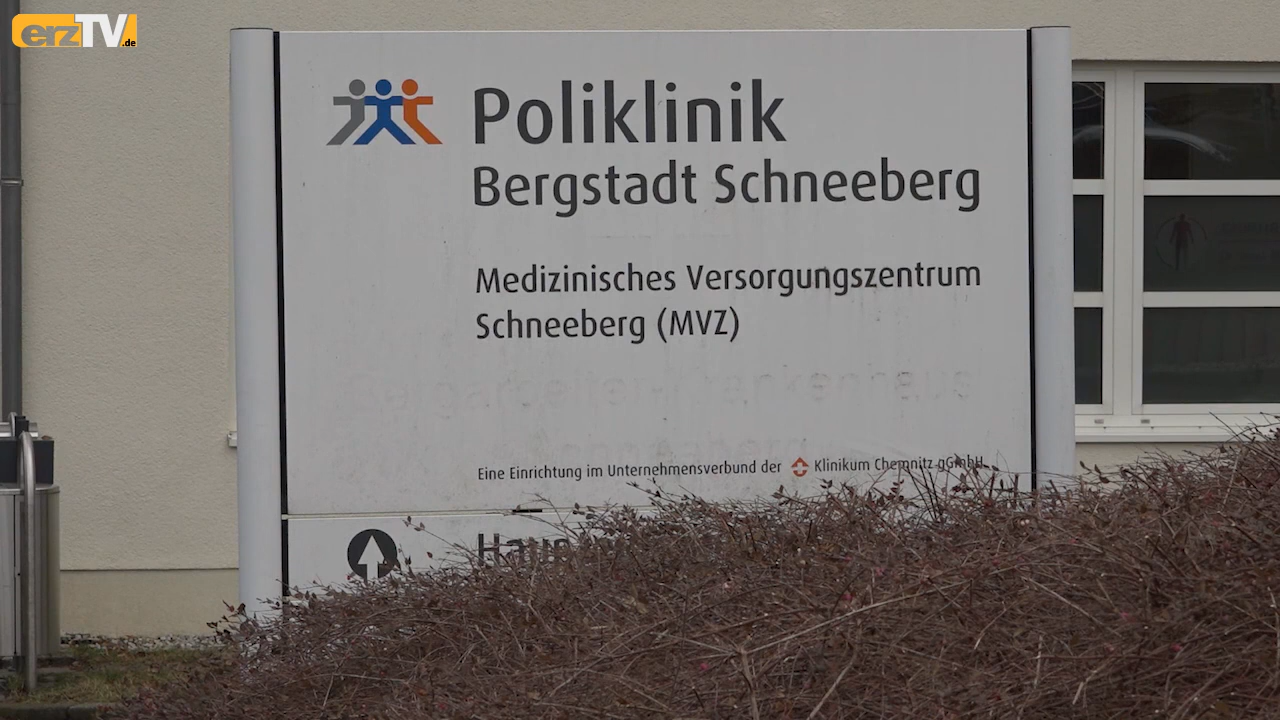 erzTV.de
Poliklinik
Bergstadt Schneeberg
Medizinisches Versorgungszentrum
Schneeberg (MVZ)
Eine Einrichtung im Unternehmensverbund der Klinikum Chemnitz gGmbH